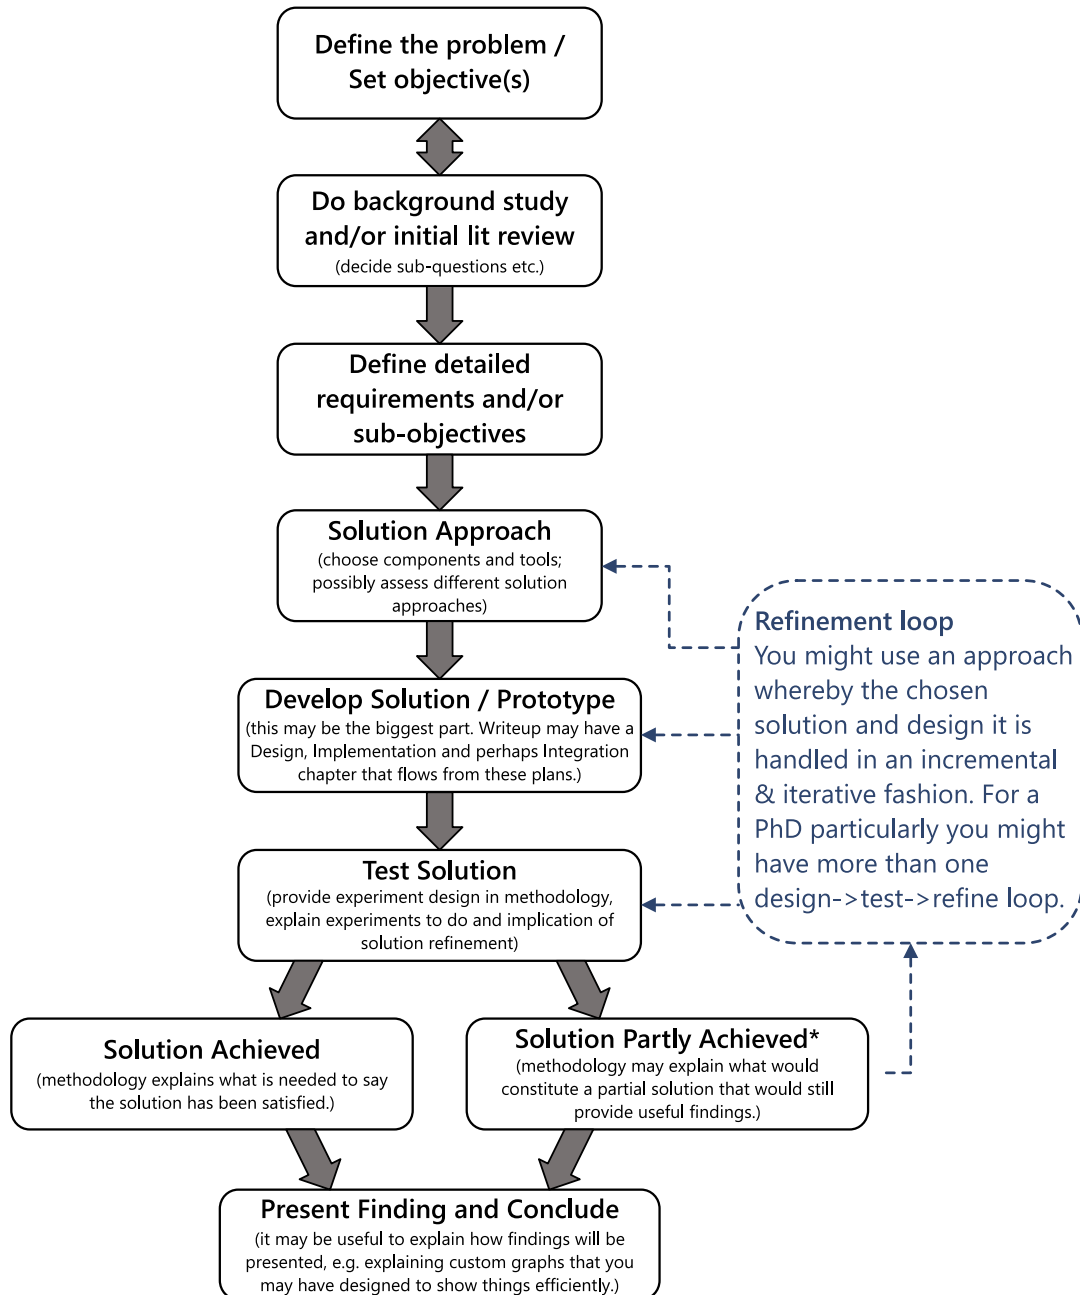 Define the problem /
Set objective(s)
Do background study
and/or initial lit review
(decide sub-questions etc.)
Define detailed
requirements and/or
sub-objectives
Solution Approach
(choose components and tools;
possibly assess different solution
approaches)
Develop Solution / Prototype
(this may be the biggest part. Writeup may have a
Design, Implementation and perhaps Integration
chapter that flows from these plans.)
Test Solution
(provide experiment design in methodology,
explain experiments to do and implication of
solution refinement)
Solution Achieved
(methodology explains what is needed to say
the solution has been satisfied.)
Solution Partly Achieved*
(methodology may explain what would
constitute a partial solution that would still
provide useful findings.)
Present Finding and Conclude
(it may be useful to explain how findings will be
presented, e.g. explaining custom graphs that you
may have designed to show things efficiently.)
Refinement loop
You might use an approach
whereby the chosen
solution and design it is
handled in an incremental
& iterative fashion. For a
PhD particularly you might
have more than one
design->test->refine loop.